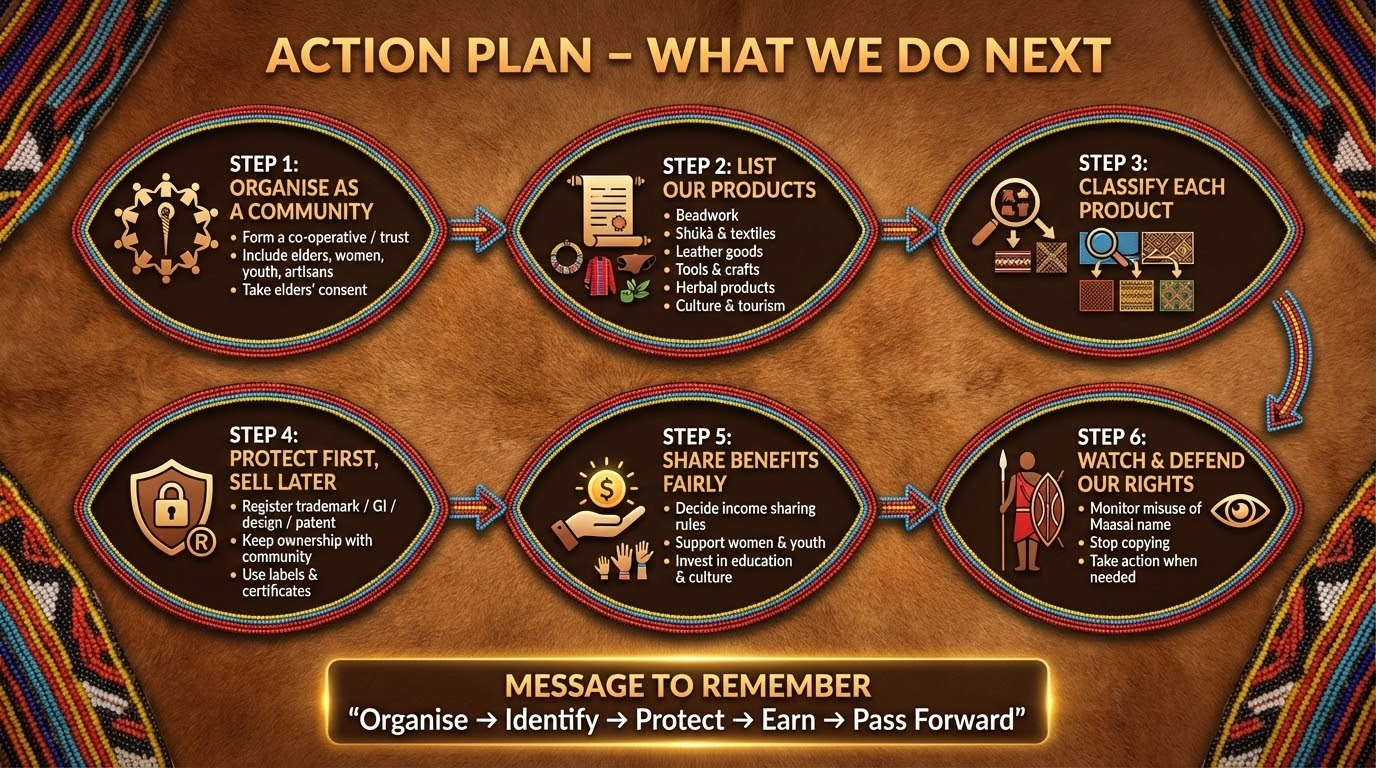 ACTION PLAN – WHAT WE DO NEXT
STEP 1:
ORGANISE AS
A COMMUNITY
• Form a co-operative / trust
• Include elders, women,
youth, artisans
• Take elders' consent
STEP 2: LIST
OUR PRODUCTS
• Beadwork
• Shúkà & textiles
• Leather goods
• Tools & crafts
• Herbal products
• Culture & tourism
STEP 3:
CLASSIFY EACH
PRODUCT
STEP 4:
PROTECT FIRST,
SELL LATER
• Register trademark / GI /
design / patent
• Keep ownership with
community
• Use labels &
certificates
®
STEP 5:
SHARE BENEFITS
FAIRLY
$
• Decide income sharing
rules
• Support women & youth
• Invest in education
& culture
STEP 6:
WATCH & DEFEND
OUR RIGHTS
• Monitor misuse of
Maasai name
• Stop copying
• Take action when
needed
MESSAGE TO REMEMBER
“Organise → Identify → Protect → Earn → Pass Forward”